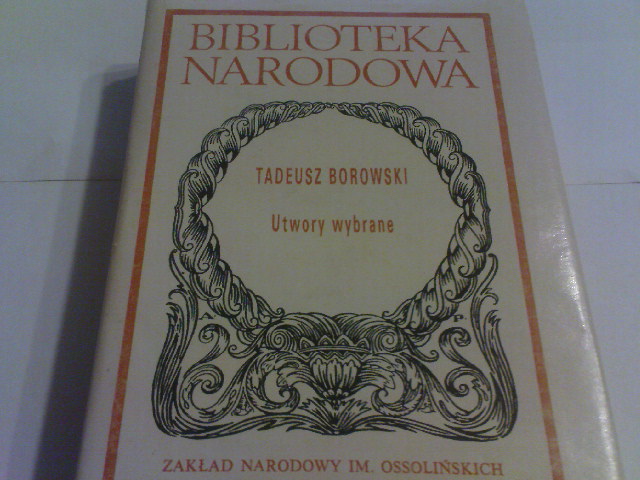 BIBLIOTEKA
NARODOWA
TADEUSZ BOROWSKI
Utwory wybrane
A P
ZAKŁAD NARODOWY IM. OSSOLIŃSKICH